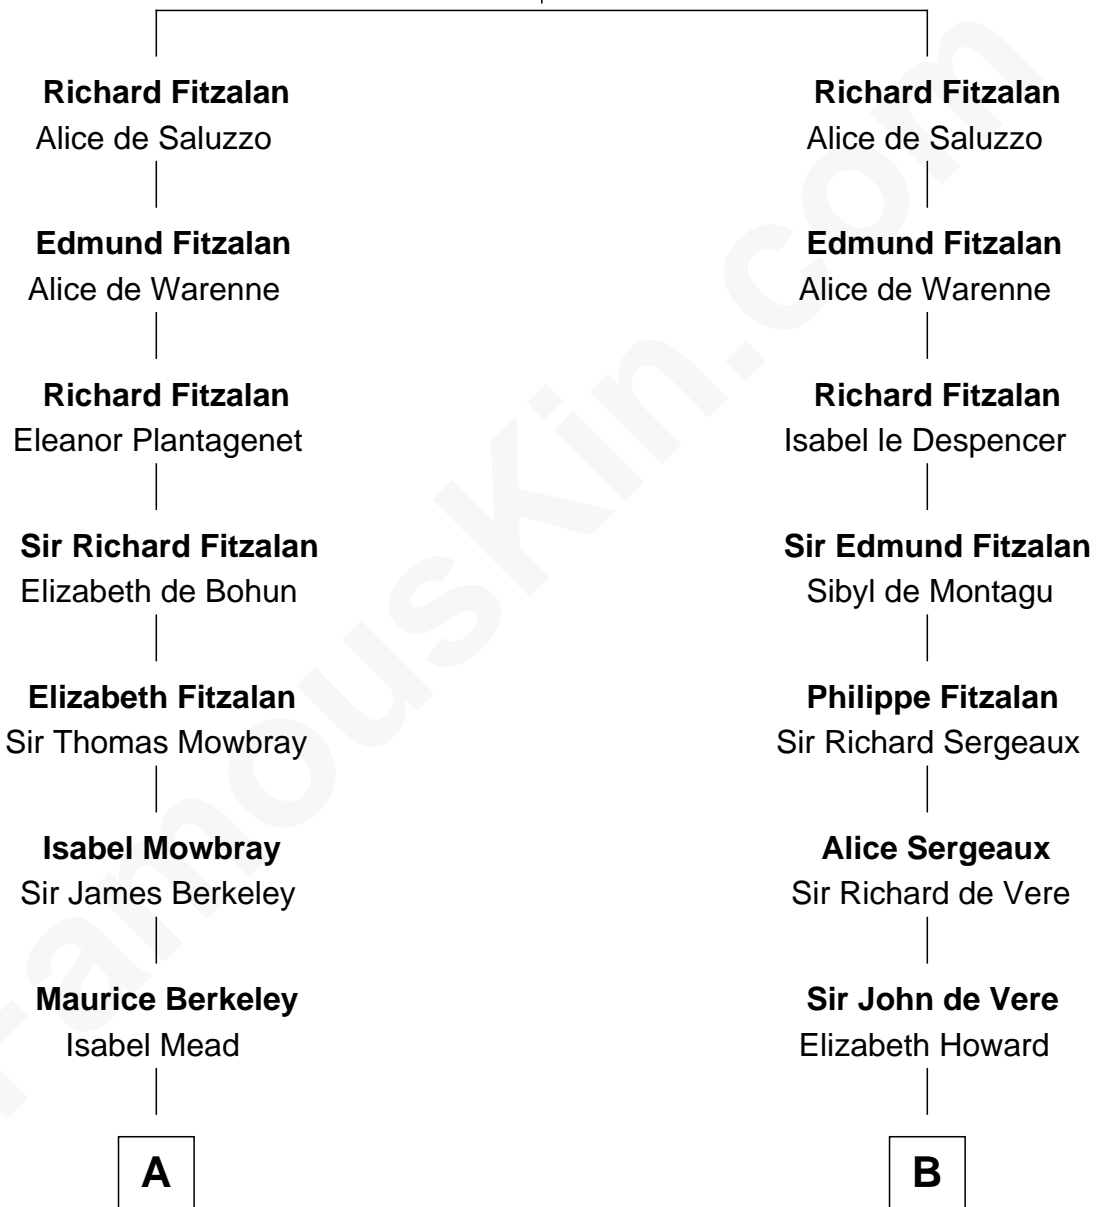 Richard Fitzalan
Alice de Saluzzo
Edmund Fitzalan
Alice de Warenne
Richard Fitzalan
Eleanor Plantagenet
Sir Richard Fitzalan
Elizabeth de Bohun
Elizabeth Fitzalan
Sir Thomas Mowbray
Isabel Mowbray
Sir James Berkeley
Maurice Berkeley
Isabel Mead
A
Richard Fitzalan
Alice de Saluzzo
Edmund Fitzalan
Alice de Warenne
Richard Fitzalan
Isabel le Despencer
Sir Edmund Fitzalan
Sibyl de Montagu
Philippe Fitzalan
Sir Richard Sergeaux
Alice Sergeaux
Sir Richard de Vere
Sir John de Vere
Elizabeth Howard
B
FamousKin.com